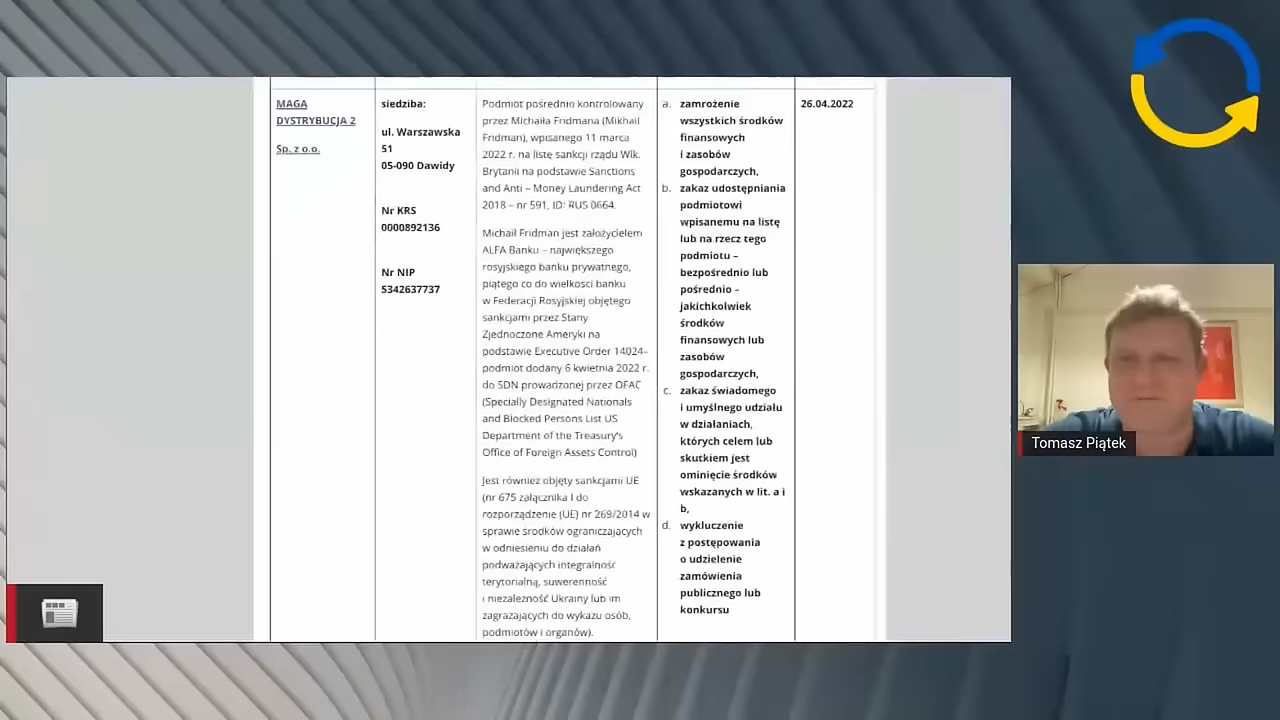 MAGA
DYSTRYBUCJA 2
Sp. z o.o.
siedziba:
ul. Warszawska
51
05-090 Dawidy
Nr KRS
0000892136
Nr NIP
5342637737
Podmiot pośrednio kontrolowany
przez Michaiła Fridmana (Mikhail
Fridman), wpisanego 11 marca
2022 r. na listę sankcji rządu Wlk.
Brytanii na podstawie Sanctions
and Anti – Money Laundering Act
2018 – nr 591, ID: RUS 0664.
Michaił Fridman jest założycielem
ALFA Banku – największego
rosyjskiego banku prywatnego,
piątego co do wielkości banku
w Federacji Rosyjskiej objętego
sankcjami przez Stany
Zjednoczone Ameryki na
podstawie Executive Order 14024–
podmiot dodany 6 kwietnia 2022 r.
do SDN prowadzonej przez OFAC
(Specially Designated Nationals
and Blocked Persons List US
Department of the Treasury's
Office of Foreign Assets Control)
Jest również objęty sankcjami UE
(nr 675 załącznika I do
rozporządzenie (UE) nr 269/2014 w
sprawie środków ograniczających
w odniesieniu do działań
podważających integralność
terytorialną, suwerenność
i niezależność Ukrainy lub im
zagrażających do wykazu osób,
podmiotów i organów).
a. zamrożenie
wszystkich środków
finansowych
i zasobów
gospodarczych,
b. zakaz udostępniania
podmiotowi
wpisanemu na listę
lub na rzecz tego
podmiotu –
bezpośrednio lub
pośrednio –
jakichkolwiek
środków
finansowych lub
zasobów
gospodarczych,
c. zakaz świadomego
i umyślnego udziału
w działaniach,
których celem lub
skutkiem jest
ominięcie środków
wskazanych w lit. a i
b,
d. wykluczenie
z postępowania
o udzielenie
zamówienia
publicznego lub
konkursu
26.04.2022
Tomasz Piątek